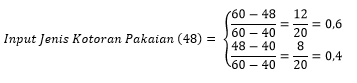 60 − 48 / 60 − 40 = 12 / 20 = 0,6
Input Jenis Kotoran Pakaian (48) = {
48 − 40 / 60 − 40 = 8 / 20 = 0,4